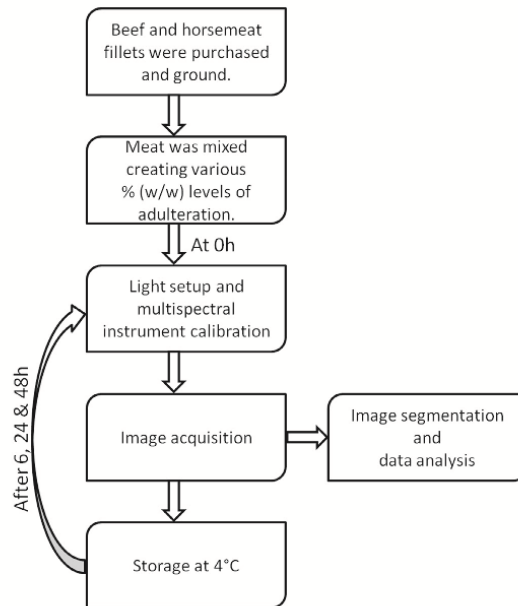 Beef and horsemeat
fillets were purchased
and ground.
Meat was mixed
creating various
% (w/w) levels of
adulteration.
At 0h
Light setup and
multispectral
instrument calibration
Image acquisition
Image segmentation
and
data analysis
After 6, 24 & 48h
Storage at 4°C